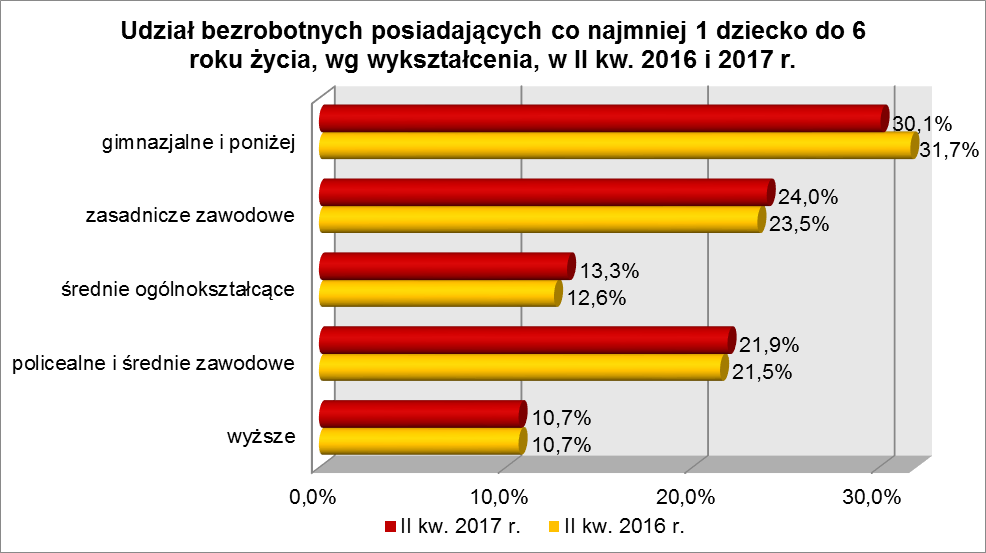 Udział bezrobotnych posiadających co najmniej 1 dziecko do 6
roku życia, wg wykształcenia, w II kw. 2016 i 2017 r.
gimnazjalne i poniżej
30,1%
31,7%
zasadnicze zawodowe
24,0%
23,5%
średnie ogólnokształcące
13,3%
12,6%
policealne i średnie zawodowe
21,9%
21,5%
wyższe
10,7%
10,7%
0,0% 10,0% 20,0% 30,0%
II kw. 2017 r. II kw. 2016 r.